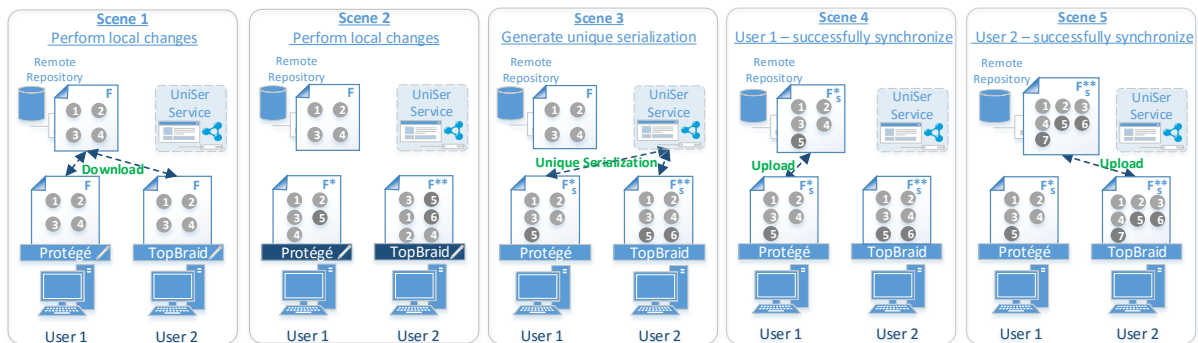 Scene 1
Perform local changes
Remote
Repository
F
1 2
3 4
UniSer
Service
Download
F
1 2
3 4
Protégé
F
1 2
3 4
TopBraid
User 1
User 2
Scene 2
Perform local changes
Remote
Repository
F
1 2
3 4
UniSer
Service
F*
1 2
3 5
4
Protégé
F**
3 5
1 6
2 4
TopBraid
User 1
User 2
Scene 3
Generate unique serialization
Remote
Repository
F
1 2
3 4
UniSer
Service
Unique Serialization
F*s
1 2
3 4
5
Protégé
F**s
1 2
3 4
5 6
TopBraid
User 1
User 2
Scene 4
User 1 – successfully synchronize
Remote
Repository
F*s
1 2
3 4
5
UniSer
Service
Upload
F*s
1 2
3 4
5
Protégé
F**s
1 2
3 4
5 6
TopBraid
User 1
User 2
Scene 5
User 2 – successfully synchronize
Remote
Repository
F**s
1 2 3
4 5 6
7
UniSer
Service
Upload
F*s
1 2
3 4
5
Protégé
F**s
1 2 3
4 5 6
7
TopBraid
User 1
User 2